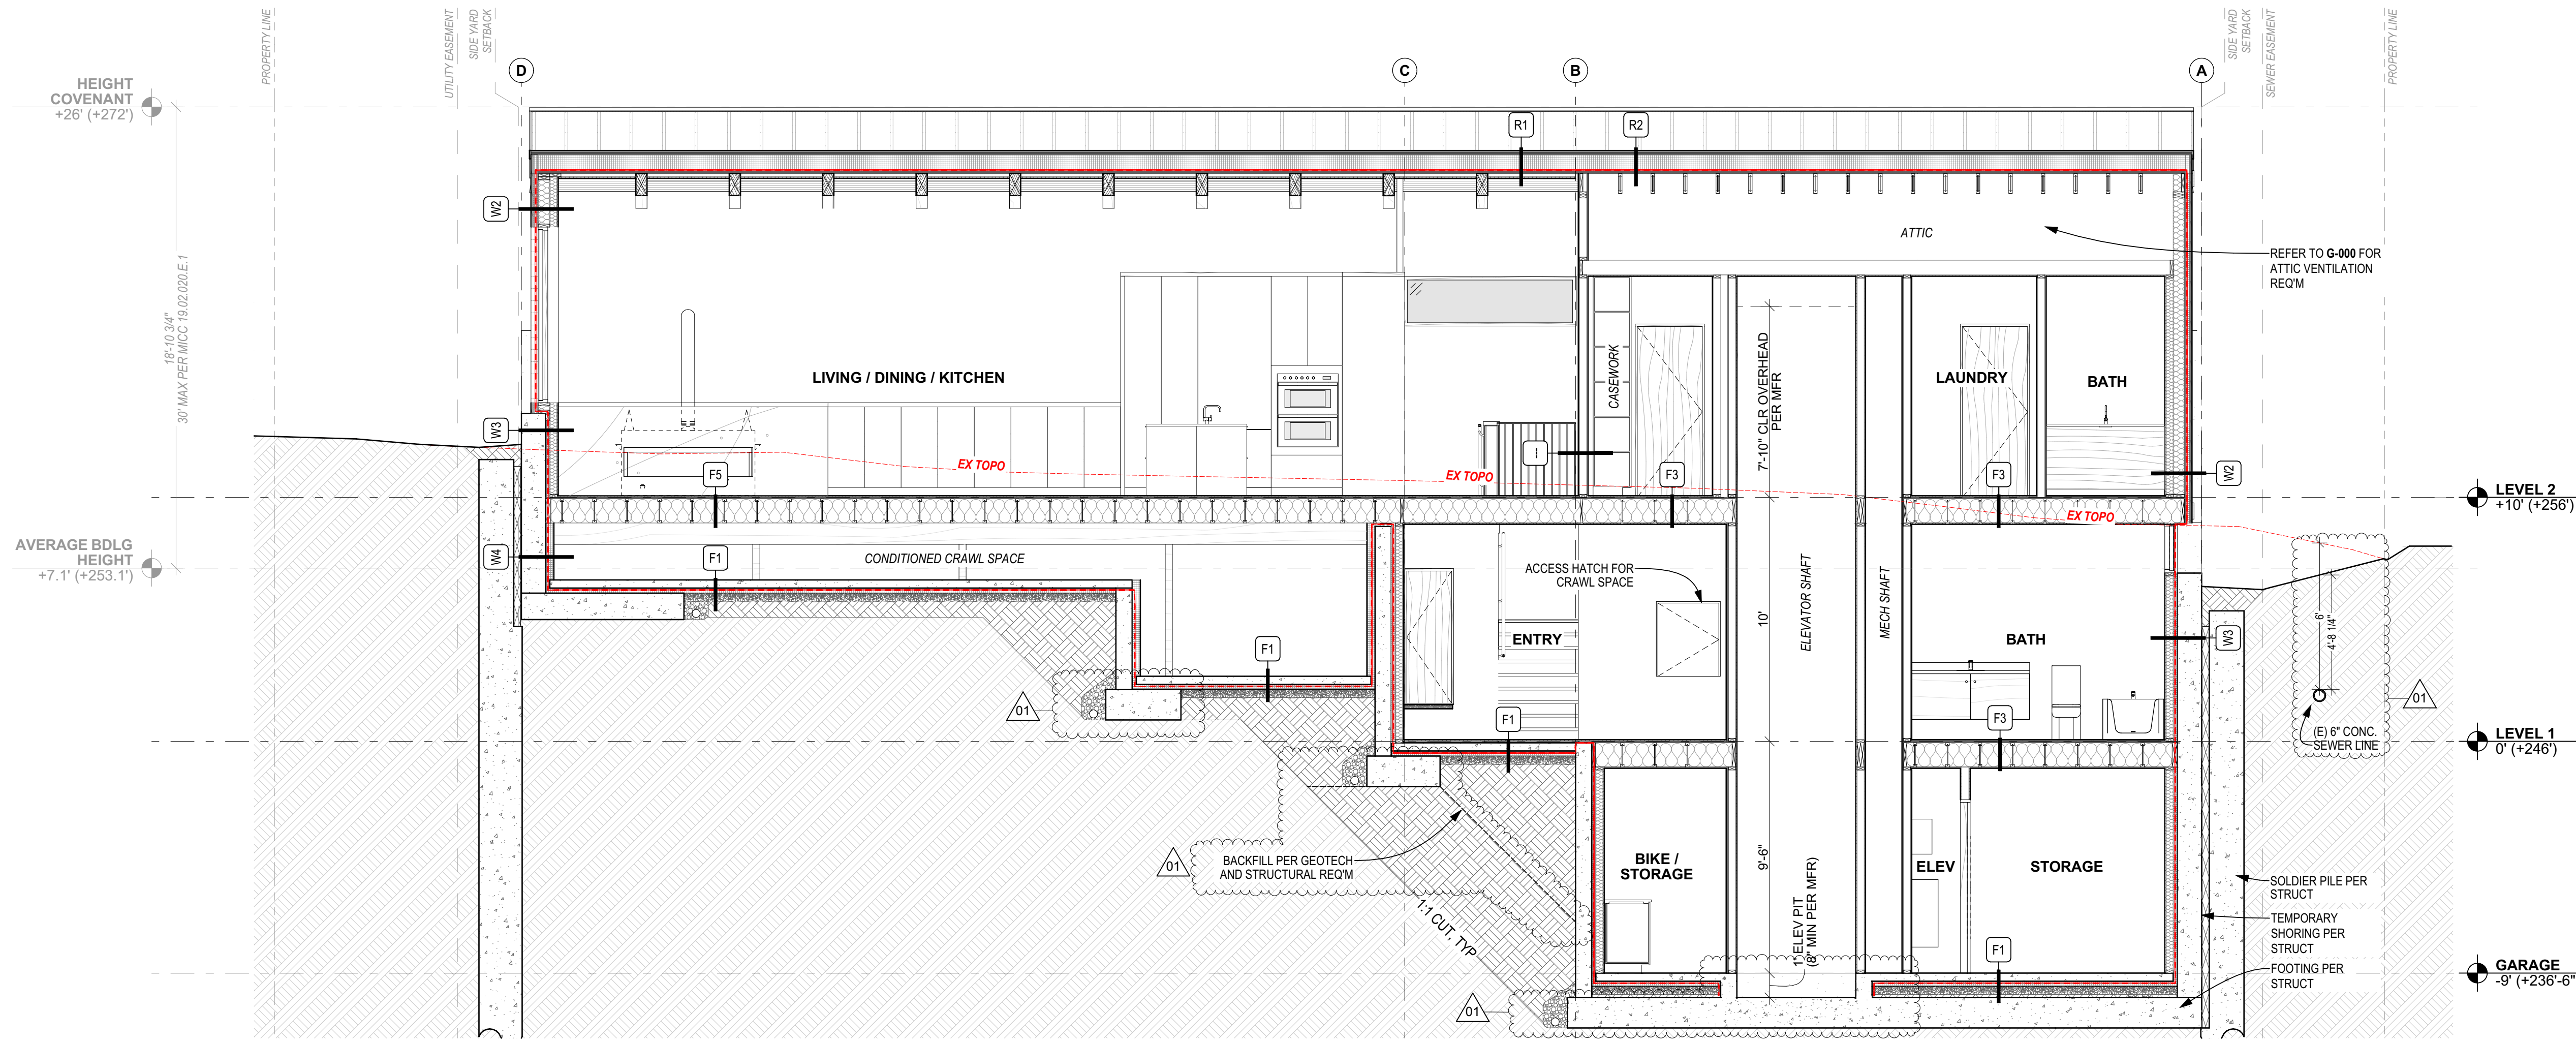 PROPERTY LINE
UTILITY EASEMENT
SIDE YARD
SETBACK
D
C
B
A
SIDE YARD
SETBACK
SEWER EASEMENT
PROPERTY LINE
HEIGHT
COVENANT
+26' (+272')
R1
R2
W2
ATTIC
REFER TO G-000 FOR
ATTIC VENTILATION
REQ'M
18'-10 3/4"
30' MAX PER MICC 19.02.020.E.1
LIVING / DINING / KITCHEN
CASEWORK
7'-10" CLR OVERHEAD
PER MFR
LAUNDRY
BATH
W3
EX TOPO
F5
EX TOPO
I
F3
F3
W2
EX TOPO
LEVEL 2
+10' (+256')
AVERAGE BDLG
HEIGHT
+7.1' (+253.1')
W4
F1
CONDITIONED CRAWL SPACE
ACCESS HATCH FOR
CRAWL SPACE
ENTRY
10'
ELEVATOR SHAFT
MECH SHAFT
BATH
W3
6'
4'-8 1/4"
F1
01
F1
F3
(E) 6" CONC.
SEWER LINE
01
LEVEL 1
0' (+246')
01
BACKFILL PER GEOTECH
AND STRUCTURAL REQ'M
1:1 CUT, TYP
BIKE /
STORAGE
9'-6"
1' ELEV PIT
(8" MIN PER MFR)
ELEV
STORAGE
F1
SOLDIER PILE PER
STRUCT
TEMPORARY
SHORING PER
STRUCT
FOOTING PER
STRUCT
GARAGE
-9' (+236'-6"
01